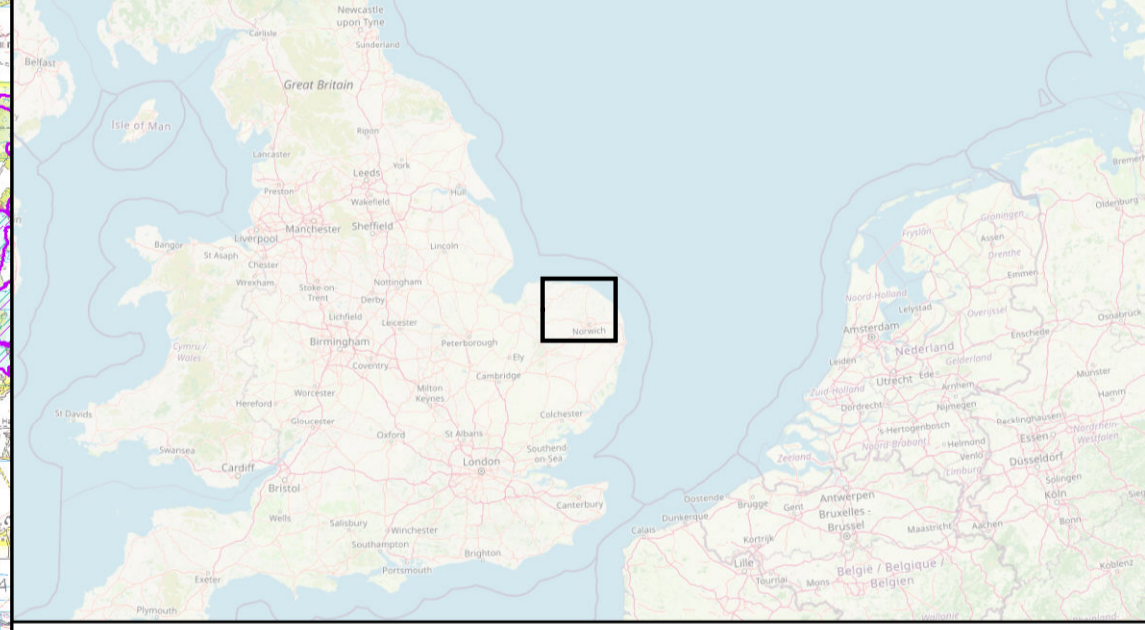 Newcastle
upon Tyne
Carlisle
Sunderland
Belfast
Great Britain
Isle of Man
Ripon
Lancaster
York
Leeds
Preston
Wakefield
Hull
Bremen
Oldenburg
Groningen
Fryslân
Assen
Drenthe
Manchester
Sheffield
Liverpool
Bangor
St Asaph
Chester
Lincoln
Wrexham
Stoke-on-
Trent
Nottingham
Derby
Emmen
Noord-Holland
Lelystad
Overijssel
Osnabrück
Lichfield
Leicester
Norwich
Amsterdam
Enschede
Birmingham
Peterborough
Cymru /
Wales
Ely
Nederland
Leiden
Gelderland
Coventry
Cambridge
Utrecht
Ede
Arnhem
Münster
Milton
Keynes
Zuid-Holland
Worcester
Hereford
Dordrecht
Nijmegen
Hamm
St Davids
Gloucester
Colchester
's-Hertogenbosch
Recklinghausen
Oxford
St Albans
Noord-Brabant
Helmond
Essen
Nordrhein-
Westfalen
Swansea
Southend
-on-Sea
Zeeland
Venlo
Düsseldorf
London
Cardiff
Limburg
Solingen
Bristol
Canterbury
Oostende
Brugge
Gent
Antwerpen
Köln
Wells
Salisbury
Winchester
Calais
Dunkerque
Bruxelles -
Brussel
Maastricht
Aachen
Bonn
Southampton
Kortrijk
Brighton
Lille
Portsmouth
Tournai
Mons
België / Belgique /
Belgien
Koblenz
Exeter
Plymouth
Wallonie